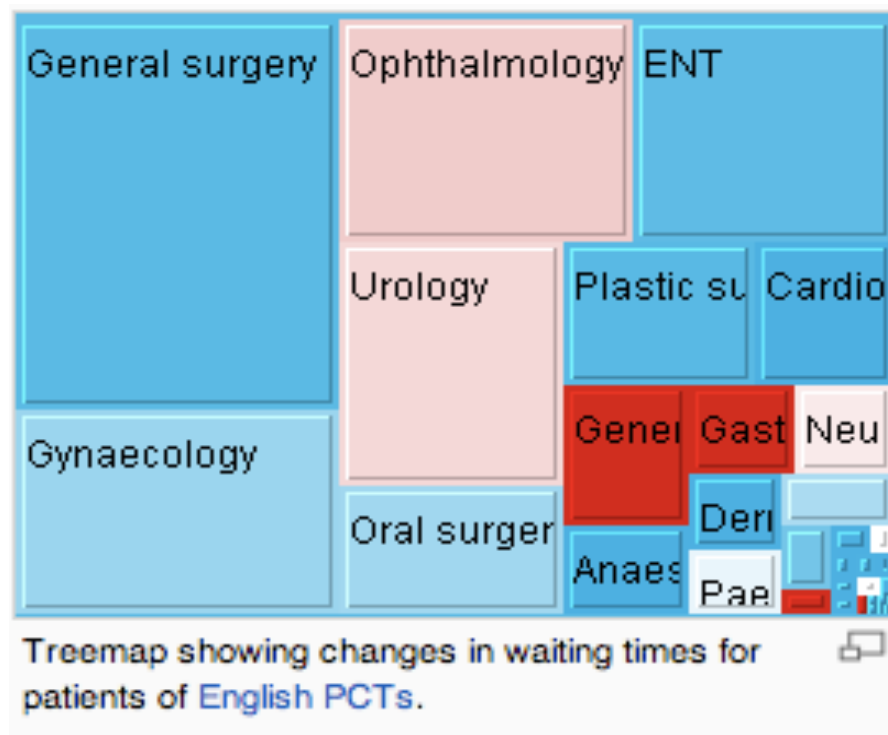 General surgery
Ophthalmology
ENT
Urology
Plastic su
Cardio
Gynaecology
Gener
Gast
Neu
Oral surger
Derr
Anaes
Pae
Treemap showing changes in waiting times for
patients of English PCTs.